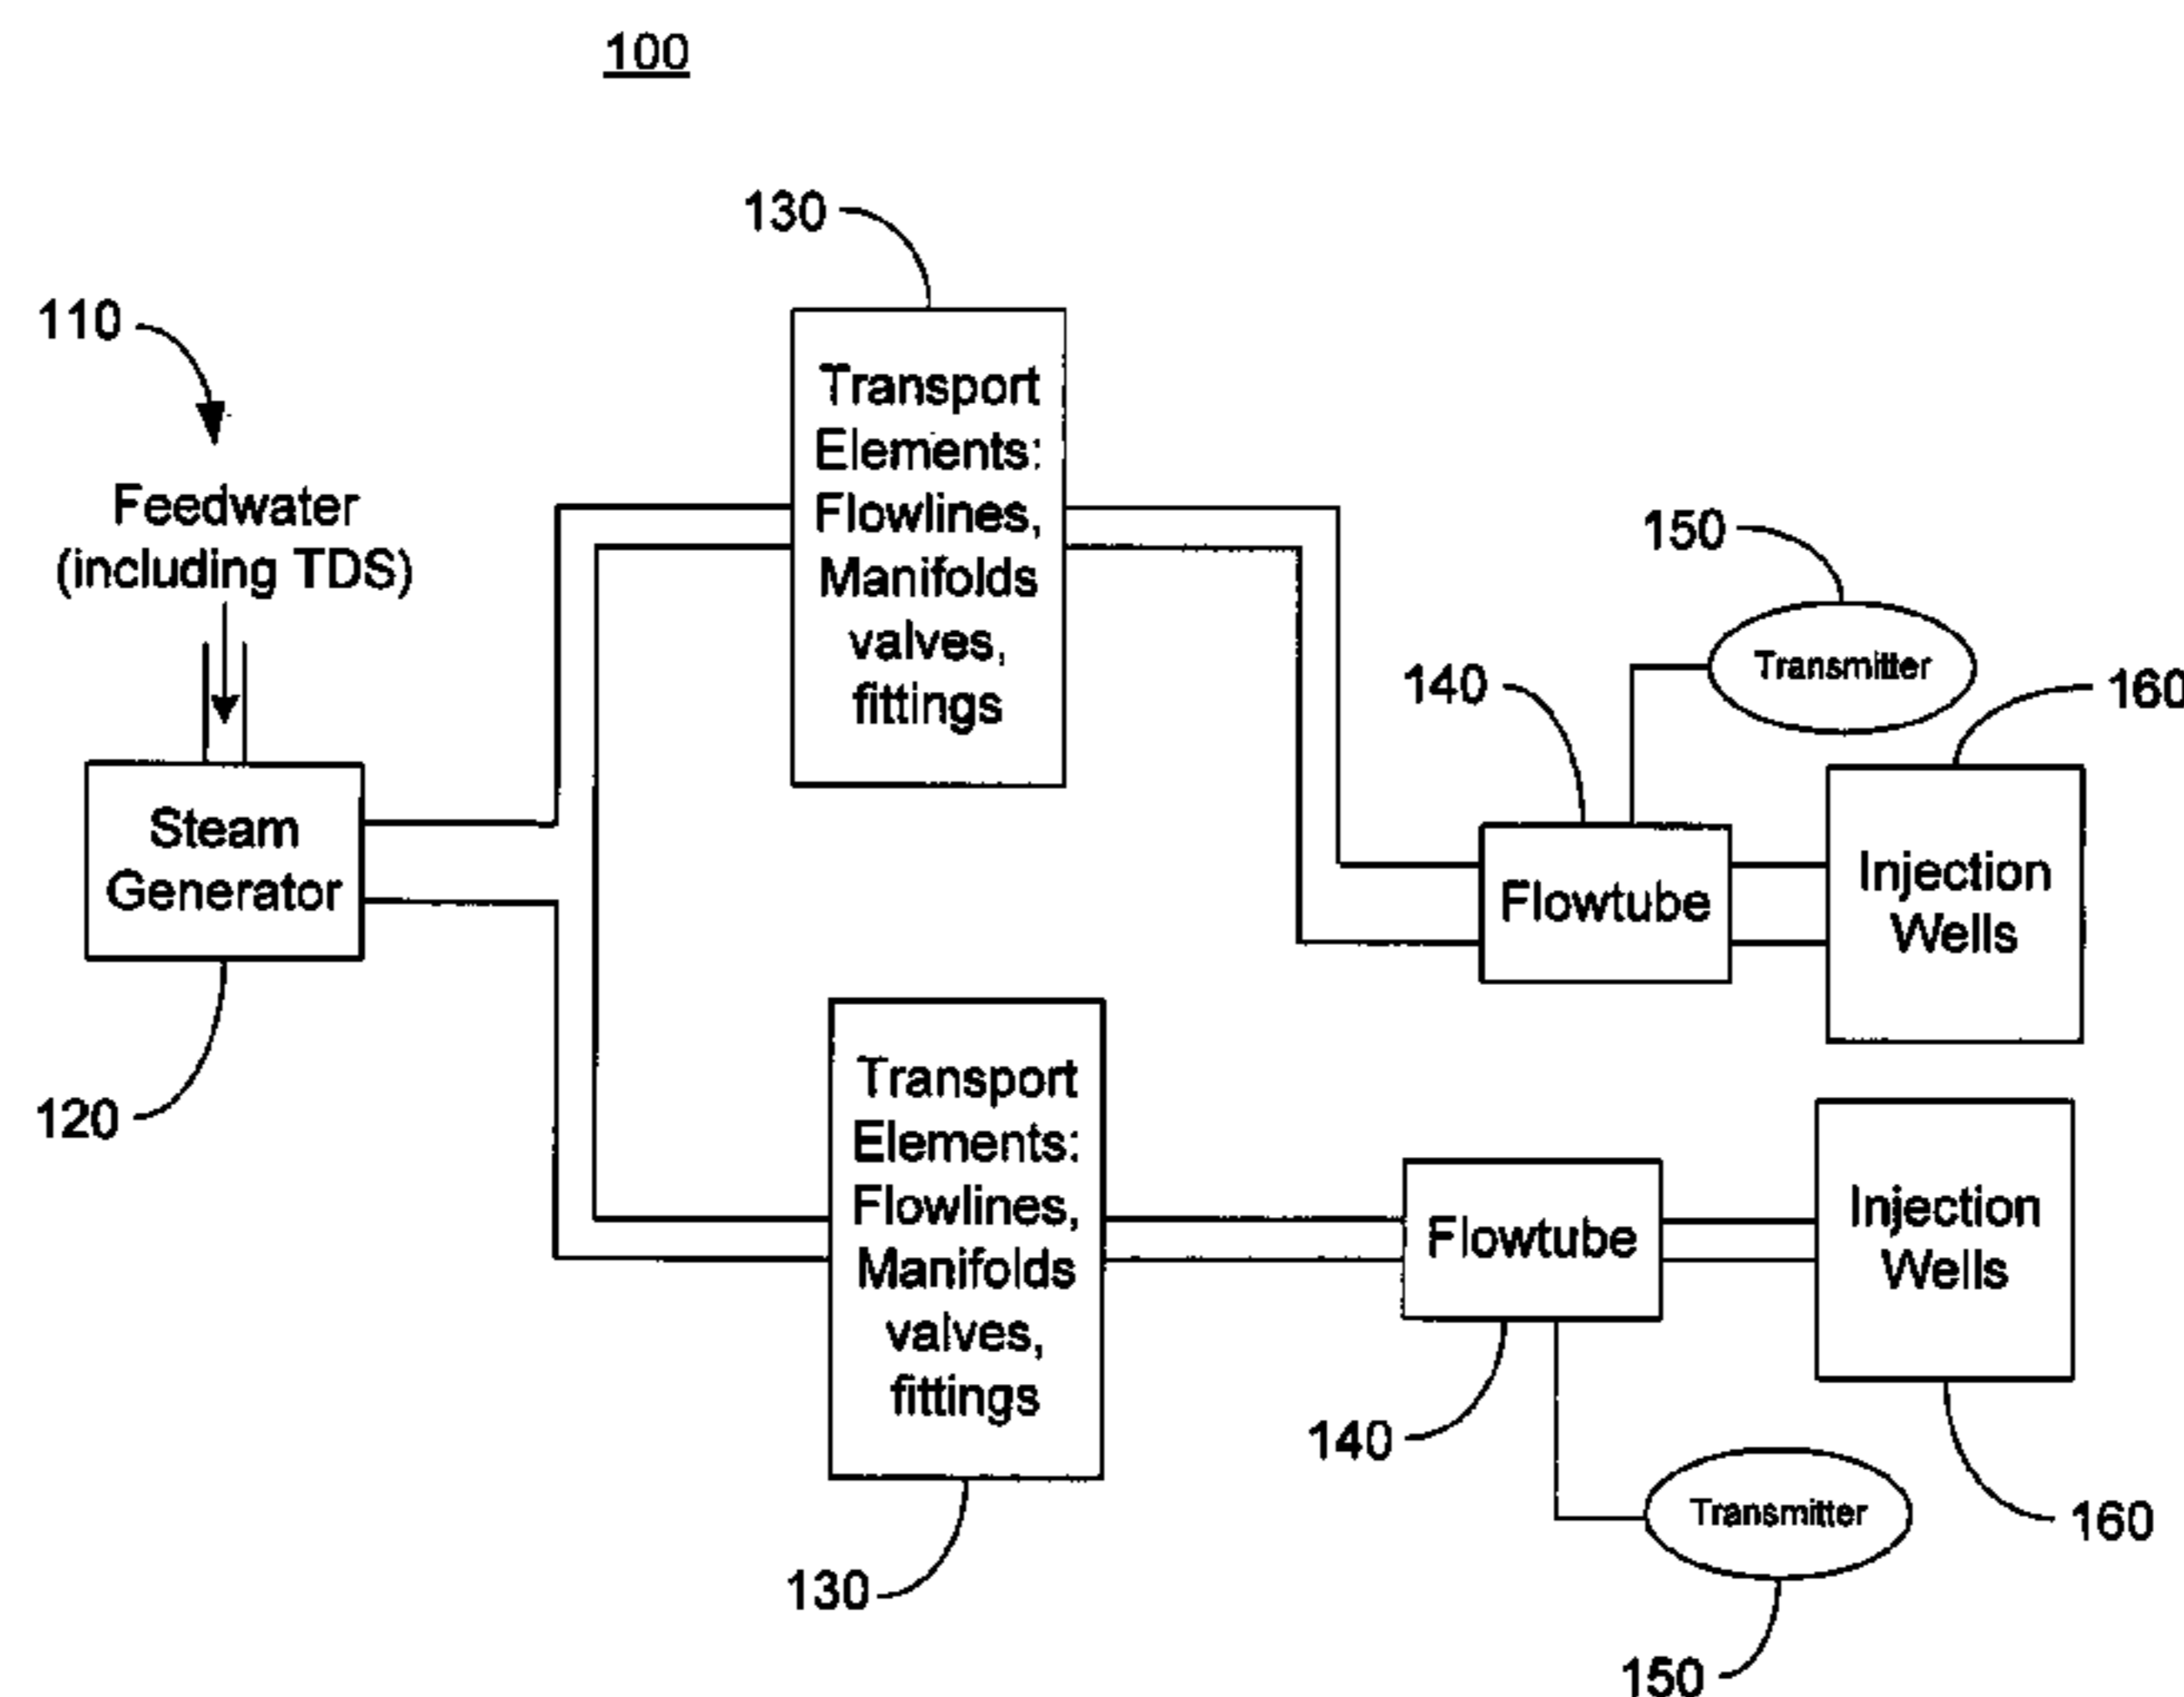 100
130
110
Transport
Elements:
Flowlines,
Manifolds
valves,
fittings
Feedwater
(including TDS)
150
Transmitter
140
160
Steam
Generator
Flowtube
Injection
Wells
120
Transport
Elements:
Flowlines,
Manifolds
valves,
fittings
Flowtube
Injection
Wells
140
Transmitter
160
130
150